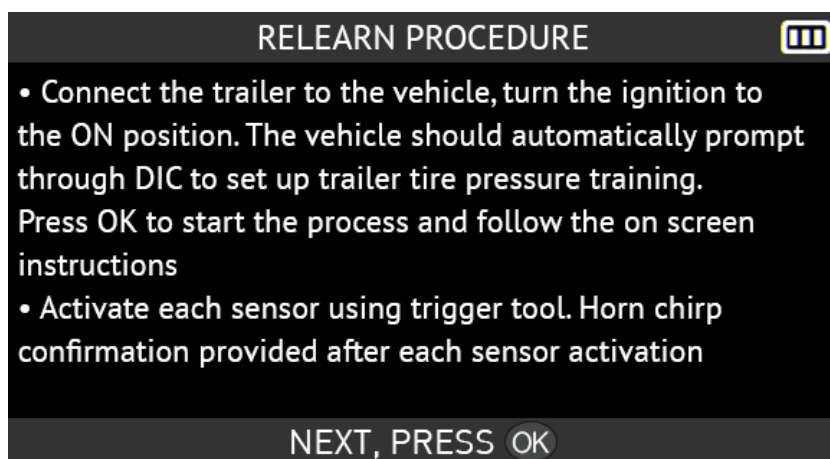 RELEARN PROCEDURE
• Connect the trailer to the vehicle, turn the ignition to
the ON position. The vehicle should automatically prompt
through DIC to set up trailer tire pressure training.
Press OK to start the process and follow the on screen
instructions
• Activate each sensor using trigger tool. Horn chirp
confirmation provided after each sensor activation
NEXT, PRESS OK